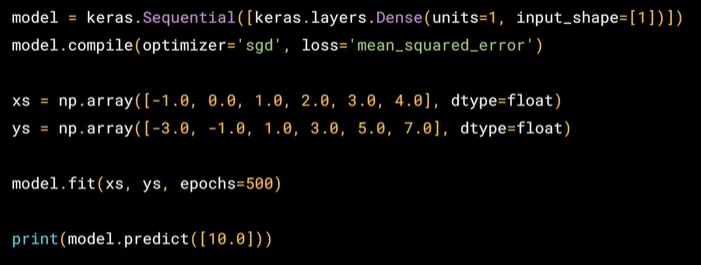 model = keras.Sequential([keras.layers.Dense(units=1, input_shape=[1])])
model.compile(optimizer='sgd', loss='mean_squared_error')
xs = np.array([-1.0, 0.0, 1.0, 2.0, 3.0, 4.0], dtype=float)
ys = np.array([-3.0, -1.0, 1.0, 3.0, 5.0, 7.0], dtype=float)
model.fit(xs, ys, epochs=500)
print(model.predict([10.0]))